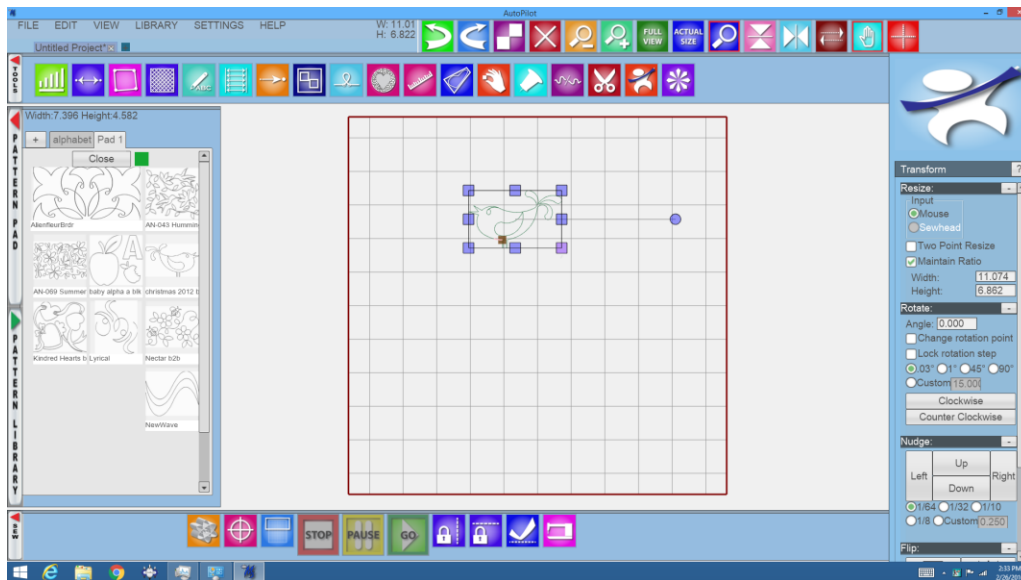 AutoPilot
FILE EDIT VIEW LIBRARY SETTINGS HELP
W: 11.01
H: 6.822
FULL VIEW
ACTUAL SIZE
Untitled Project*
TOOLS
ABC
Width:7.396 Height:4.582
PATTERN PAD
+ alphabet Pad 1
Close
AlienfleurBrdr
AN-043 Hummin
AN-069 Summer
baby alpha a blk
christmas 2012 b
Kindred Hearts b
Lyrical
Nectar b2b
NewWave
PATTERN LIBRARY
Transform ?
Resize: -
Input
Mouse
Sewhead
Two Point Resize
Maintain Ratio
Width: 11.074
Height: 6.862
Rotate: -
Angle: 0.000
Change rotation point
Lock rotation step
.03° 1° 45° 90°
Custom 15.000
Clockwise
Counter Clockwise
Nudge: -
Up
Left
Right
Down
1/64 1/32 1/10
1/8 Custom 0.250
Flip: -
SEW
STOP
PAUSE
GO
2:33 PM